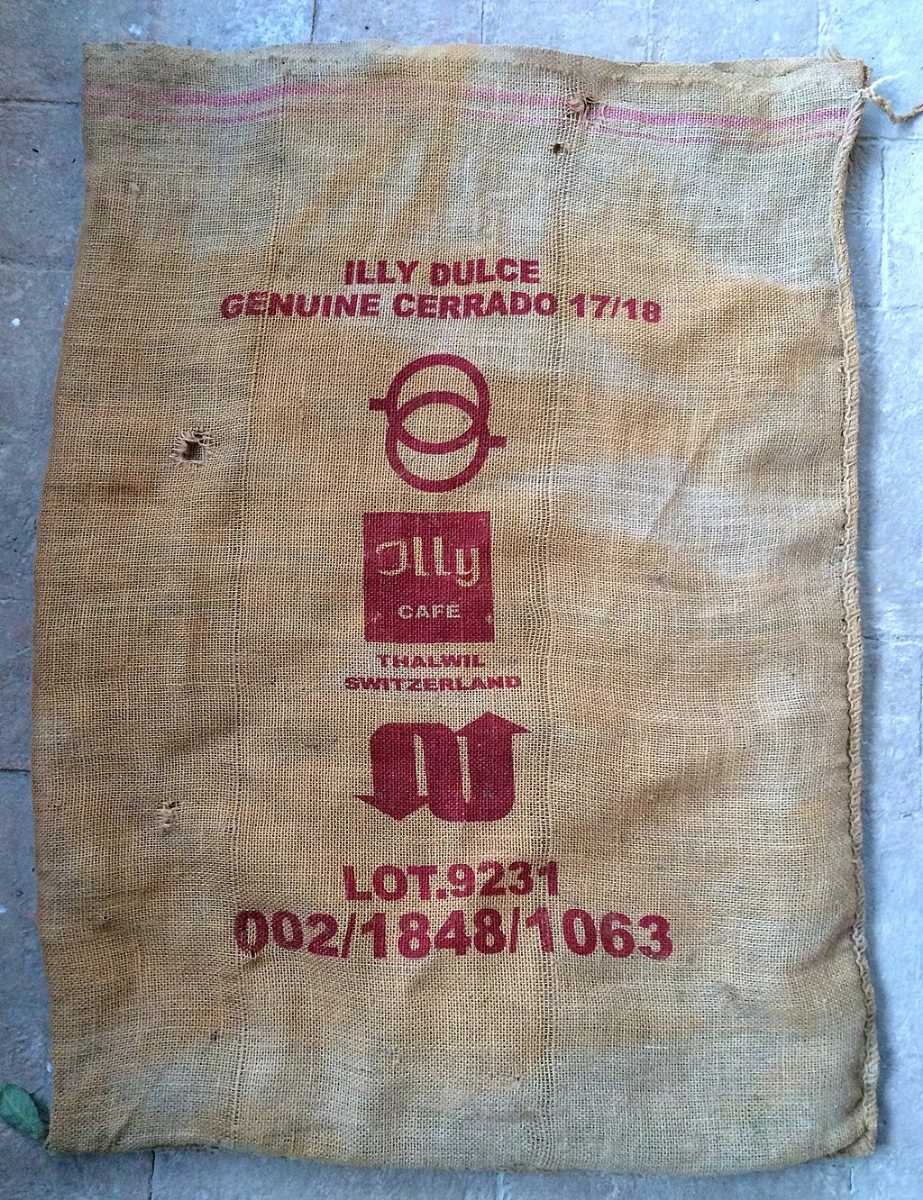 ILLY DULCE
GENUINE CERRADO 17/18
Illy
CAFÉ
THALWIL
SWITZERLAND
LOT.9231
002/1848/1063